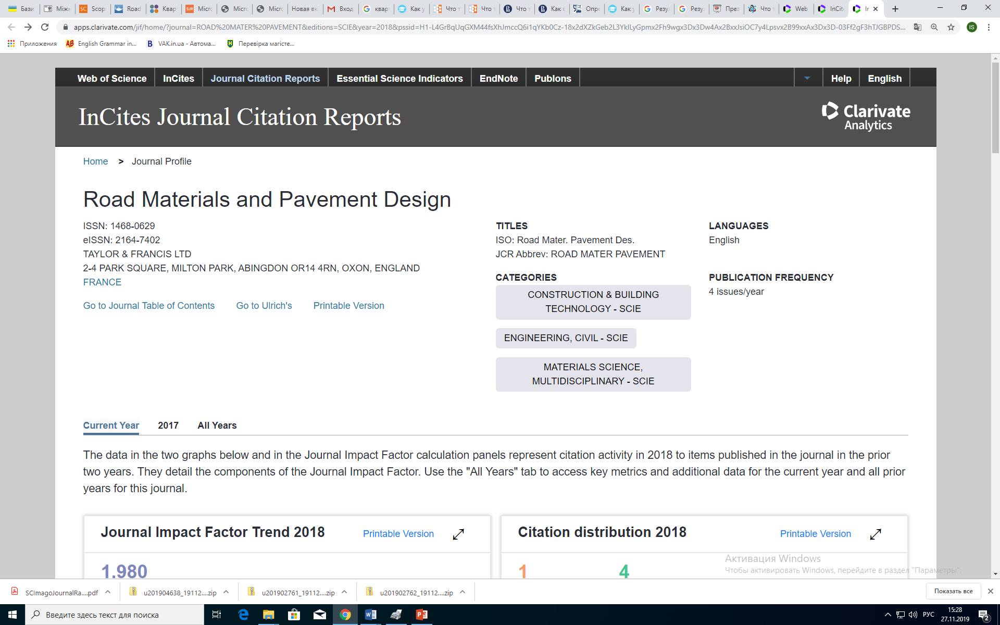 Бази
Scop
Road
Квар
Micro
Micro
Micro
Новая вк
Вход
кварт
Как у
Что т
Что т
Что т
Как о
Опре
Как у
Резу
Резу
През
Что т
Web
InCit
apps.clarivate.com/jif/home/?journal=ROAD%20MATER%20PAVEMENT&editions=SCIE&year=2018&pssid=H1-L4GrBqUqGXM44fsXhJmccQ6i1qYKb0Cz-18x2dXZkGeb2L3YkILyGpmx2Fh9wgx3Dx3Dw4Ax2BxxJsiOC7y4Lpsvx2B99xxAx3Dx3D-03Ff2gF3hTJGBPDS...
Приложения
English Grammar in...
VAK.in.ua - Автома...
Перевірка магісте...
Web of Science
InCites
Journal Citation Reports
Essential Science Indicators
EndNote
Publons
Help
English
InCites Journal Citation Reports
Clarivate
Analytics
Home > Journal Profile
Road Materials and Pavement Design
ISSN: 1468-0629
eISSN: 2164-7402
TAYLOR & FRANCIS LTD
2-4 PARK SQUARE, MILTON PARK, ABINGDON OR14 4RN, OXON, ENGLAND
FRANCE
Go to Journal Table of Contents
Go to Ulrich's
Printable Version
TITLES
ISO: Road Mater. Pavement Des.
JCR Abbrev: ROAD MATER PAVEMENT
CATEGORIES
CONSTRUCTION & BUILDING
TECHNOLOGY - SCIE
ENGINEERING, CIVIL - SCIE
MATERIALS SCIENCE,
MULTIDISCIPLINARY - SCIE
LANGUAGES
English
PUBLICATION FREQUENCY
4 issues/year
Current Year
2017
All Years
The data in the two graphs below and in the Journal Impact Factor calculation panels represent citation activity in 2018 to items published in the journal in the prior
two years. They detail the components of the Journal Impact Factor. Use the "All Years" tab to access key metrics and additional data for the current year and all prior
years for this journal.
Journal Impact Factor Trend 2018
Printable Version
1.980
Citation distribution 2018
Printable Version
1
4
Активация Windows
Чтобы активировать Windows, перейдите в раздел "Параметры".
SCImagoJournalRa....pdf
u201904638_19112....zip
u201902761_19112....zip
u201902762_19112....zip
Показать все
Введите здесь текст для поиска
РУС
15:28
27.11.2019
2